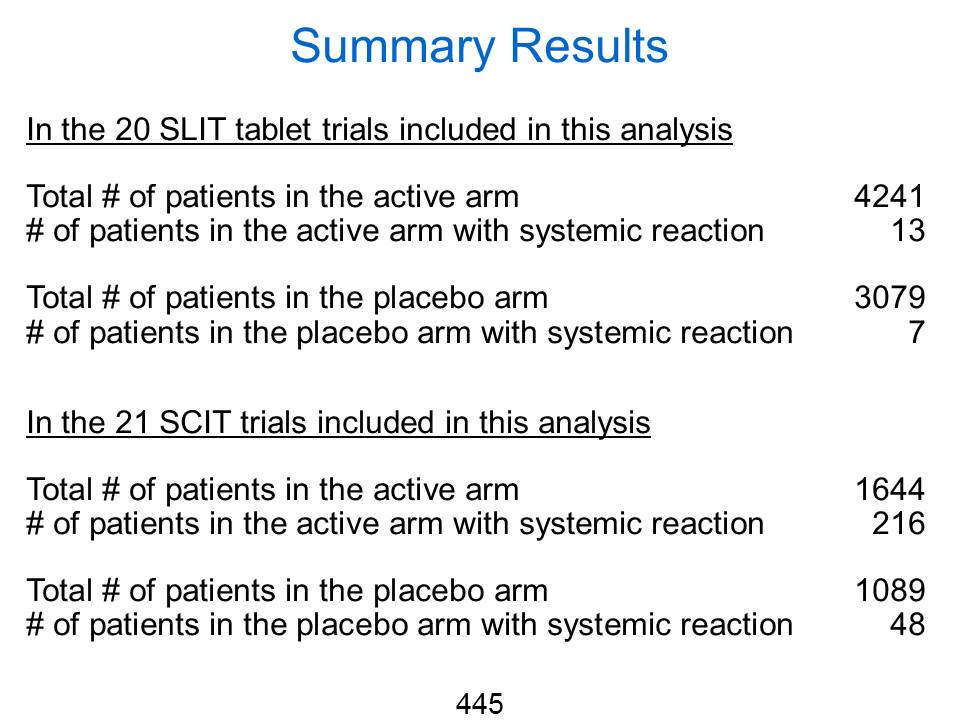 Summary Results
In the 20 SLIT tablet trials included in this analysis
Total # of patients in the active arm 4241
# of patients in the active arm with systemic reaction 13
Total # of patients in the placebo arm 3079
# of patients in the placebo arm with systemic reaction 7
In the 21 SCIT trials included in this analysis
Total # of patients in the active arm 1644
# of patients in the active arm with systemic reaction 216
Total # of patients in the placebo arm 1089
# of patients in the placebo arm with systemic reaction 48
445